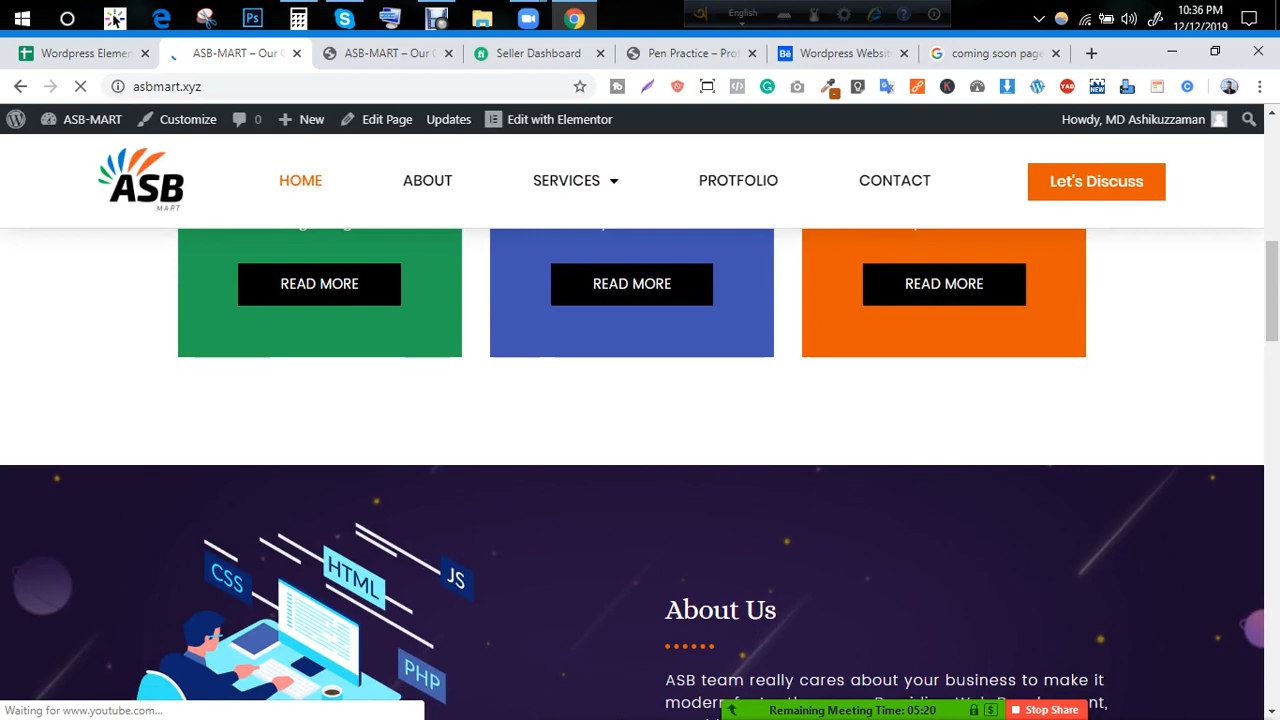 English
10:36 PM
12/12/2019
Wordpress Elemen
ASB-MART – Our C
ASB-MART – Our C
Seller Dashboard
Pen Practice – Prof
Wordpress Website
coming soon page
asbmart.xyz
ASB-MART
Customize
0
New
Edit Page
Updates
Edit with Elementor
Howdy, MD Ashikuzzaman
ASB
MART
HOME
ABOUT
SERVICES
PROTFOLIO
CONTACT
Let's Discuss
READ MORE
READ MORE
READ MORE
CSS
HTML
JS
PHP
About Us
ASB team really cares about your business to make it
Waiting for www.youtube.com...
Remaining Meeting Time: 05:20
Stop Share